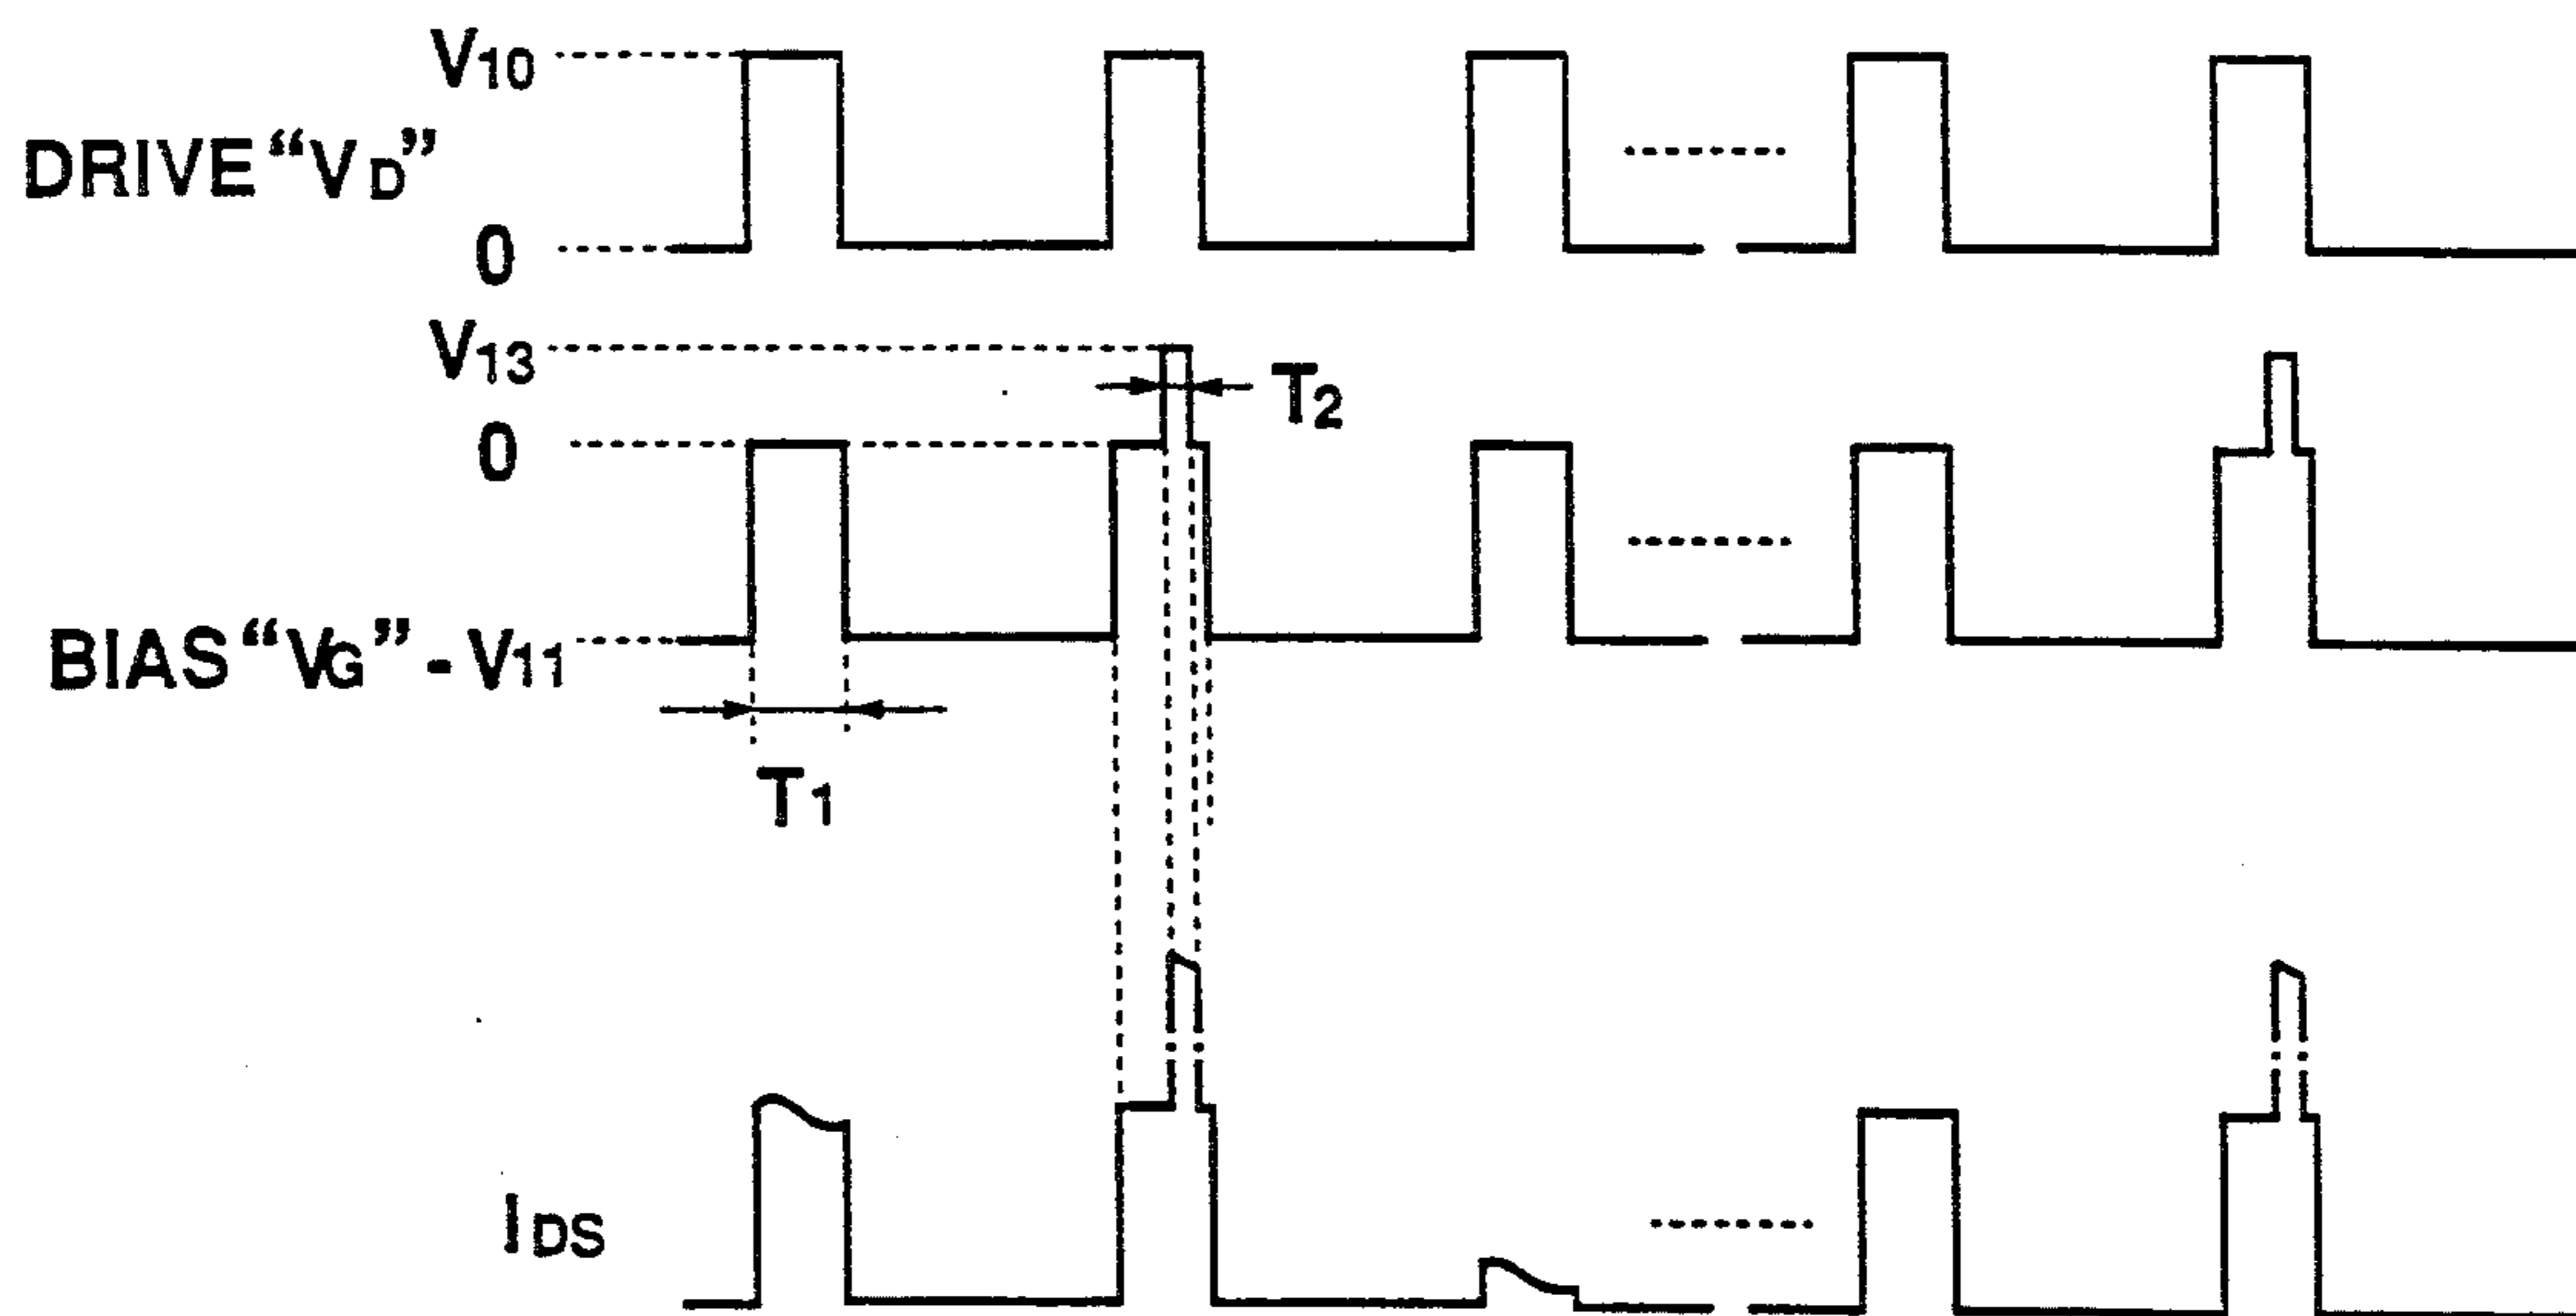 V10
DRIVE “VD”
0
V13
T2
0
BIAS “VG” - V11
T1
IDS